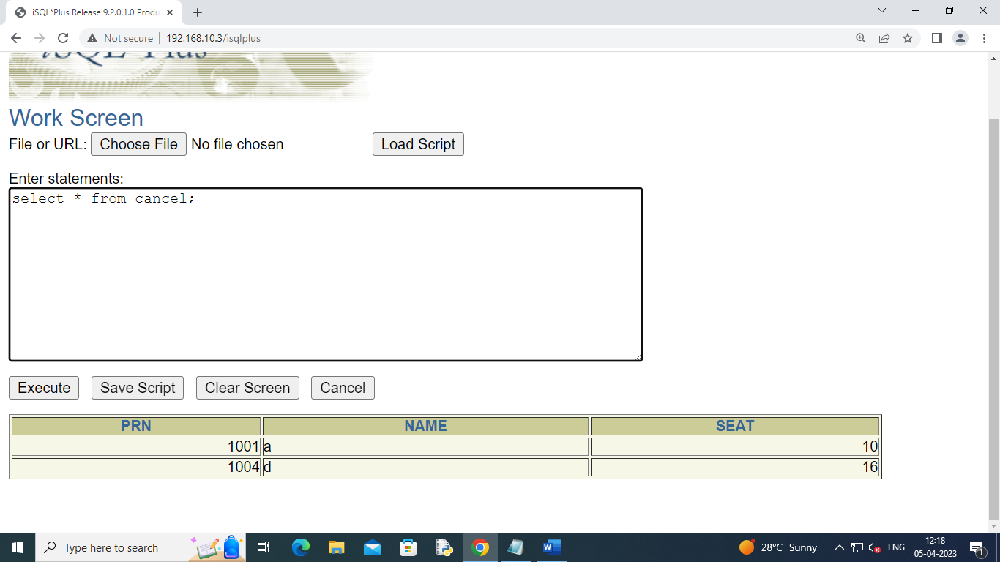 iSQL*Plus Release 9.2.0.1.0 Produ
Not secure
192.168.10.3/isqlplus
iSQL*Plus
Work Screen
File or URL: Choose File No file chosen Load Script
Enter statements:
select * from cancel;
Execute Save Script Clear Screen Cancel
PRN NAME SEAT
1001 a 10
1004 d 16
Type here to search
W
28°C Sunny
ENG
12:18
05-04-2023
1